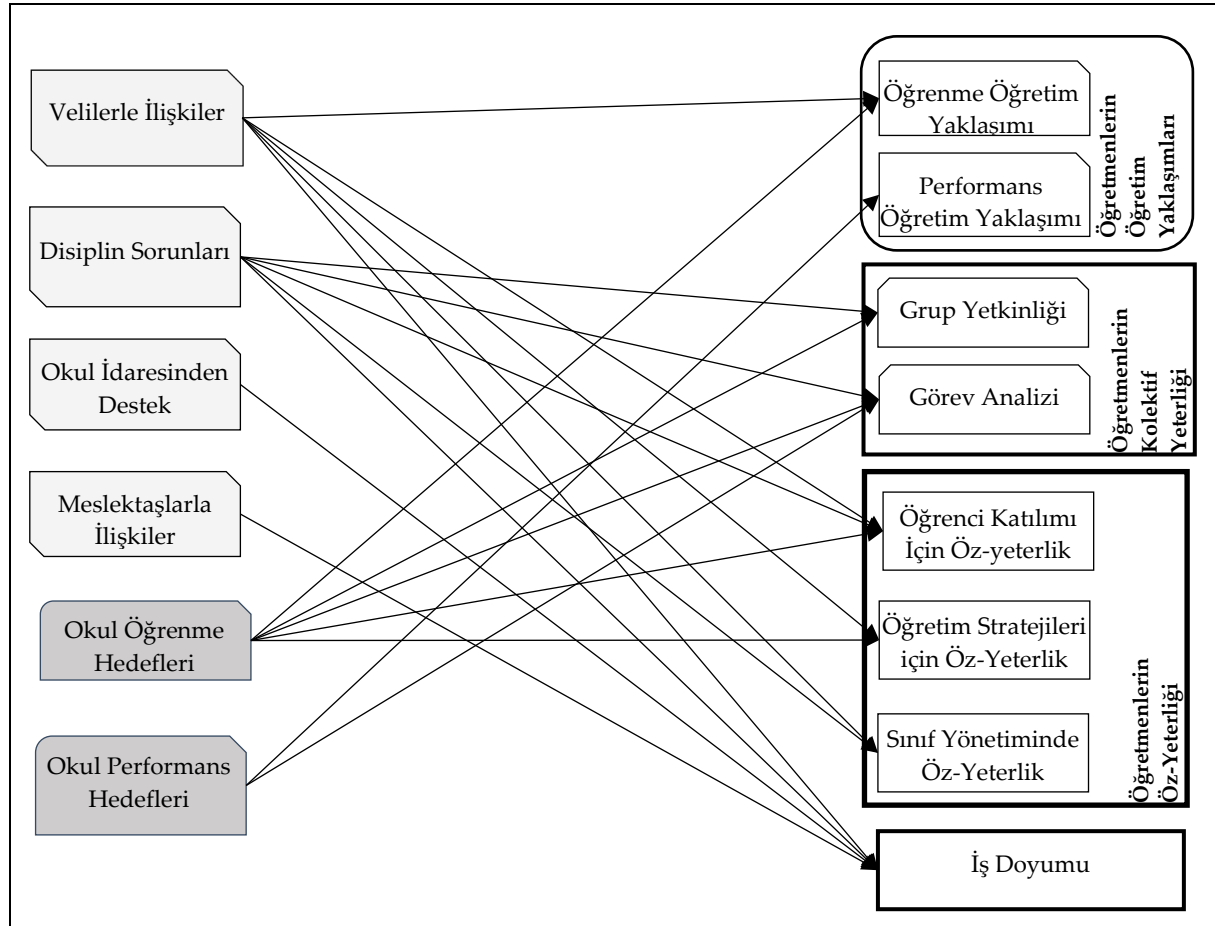 Velilerle İlişkiler
Disiplin Sorunları
Okul İdaresinden
Destek
Meslektaşlarla
İlişkiler
Okul Öğrenme
Hedefleri
Okul Performans
Hedefleri
Öğrenme Öğretim
Yaklaşımı
Performans
Öğretim Yaklaşımı
Öğretmenlerin
Öğretim
Yaklaşımları
Grup Yetkinliği
Görev Analizi
Öğretmenlerin
Kolektif
Yeterliği
Öğrenci Katılımı
İçin Öz-yeterlik
Öğretim Stratejileri
için Öz-Yeterlik
Sınıf Yönetiminde
Öz-Yeterlik
Öğretmenlerin
Öz-Yeterliği
İş Doyumu